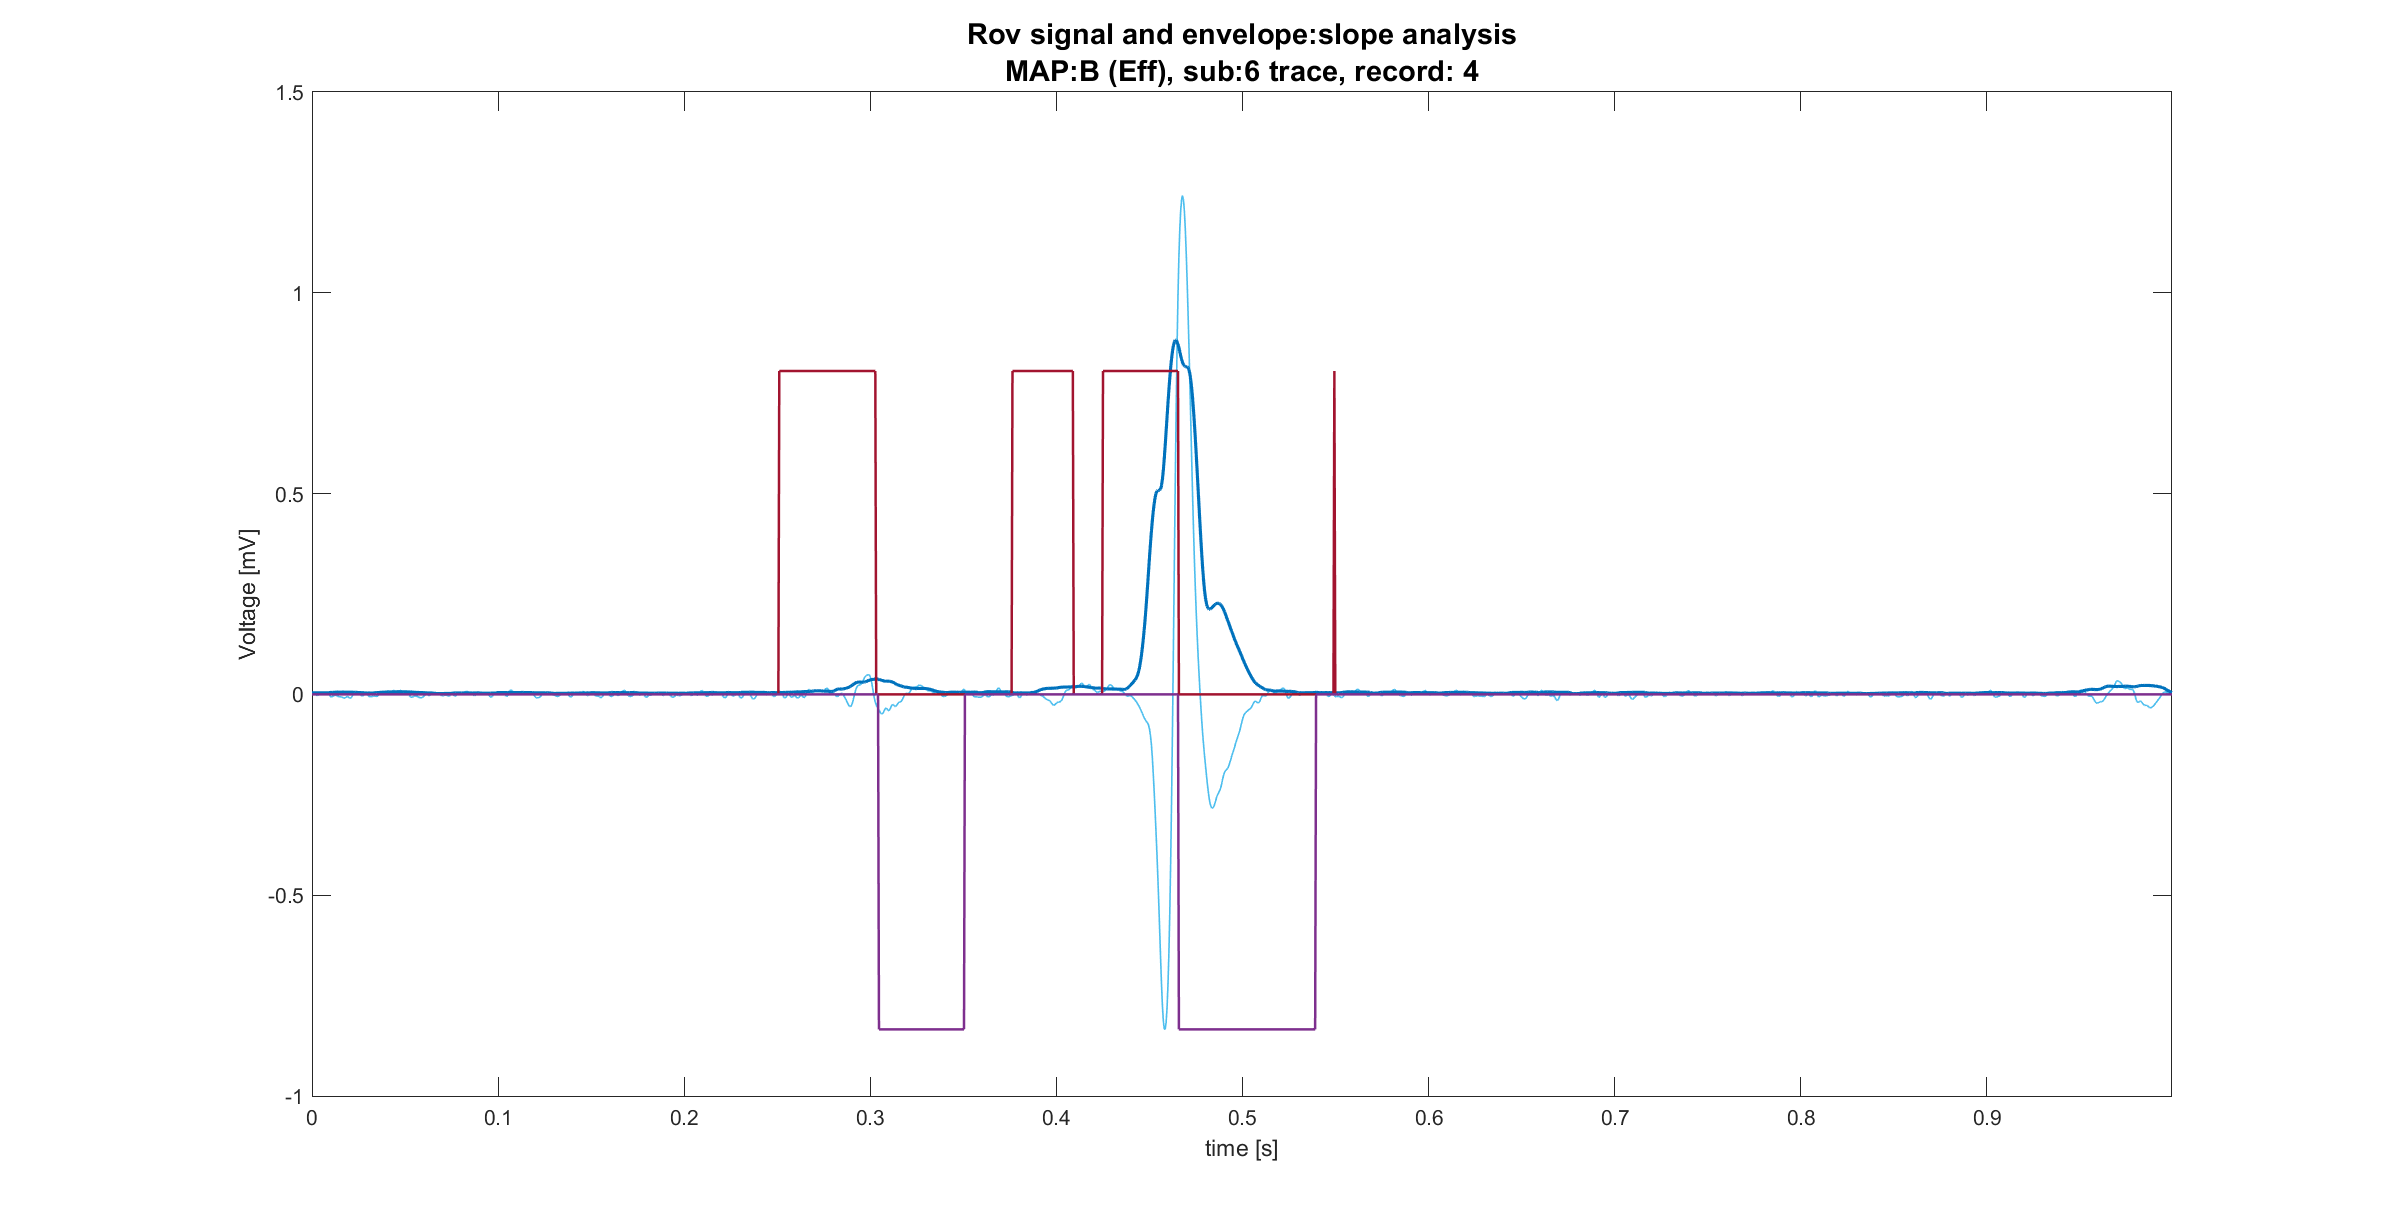 Rov signal and envelope:slope analysis
MAP:B (Eff), sub:6 trace, record: 4
1.5
1
0.5
0
-0.5
-1
Voltage [mV]
0 0.1 0.2 0.3 0.4 0.5 0.6 0.7 0.8 0.9
time [s]